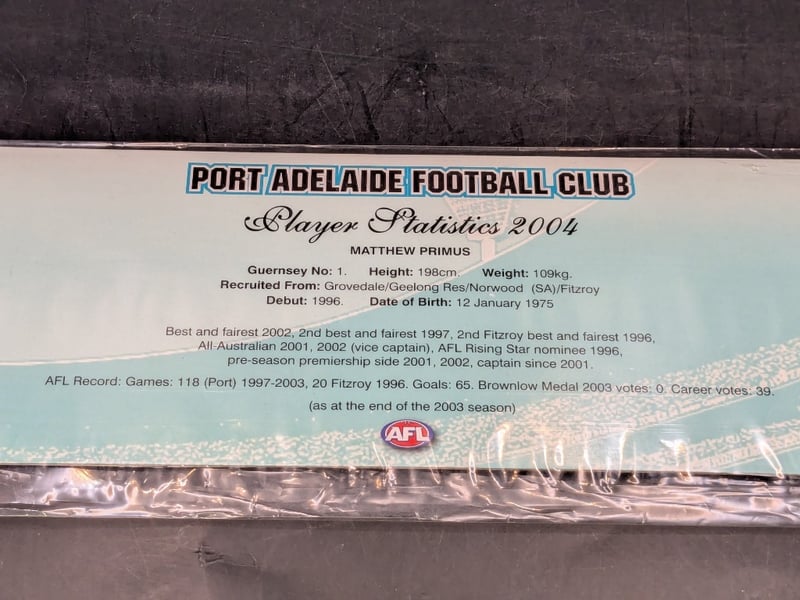 PORT ADELAIDE FOOTBALL CLUB
Player Statistics 2004
MATTHEW PRIMUS
Guernsey No: 1. Height: 198cm. Weight: 109kg.
Recruited From: Grovedale/Geelong Res/Norwood (SA)/Fitzroy
Debut: 1996. Date of Birth: 12 January 1975
Best and fairest 2002, 2nd best and fairest 1997, 2nd Fitzroy best and fairest 1996,
All-Australian 2001, 2002 (vice captain), AFL Rising Star nominee 1996,
pre-season premiership side 2001, 2002, captain since 2001.
AFL Record: Games: 118 (Port) 1997-2003, 20 Fitzroy 1996. Goals: 65. Brownlow Medal 2003 votes: 0. Career votes: 39.
(as at the end of the 2003 season)
AFL